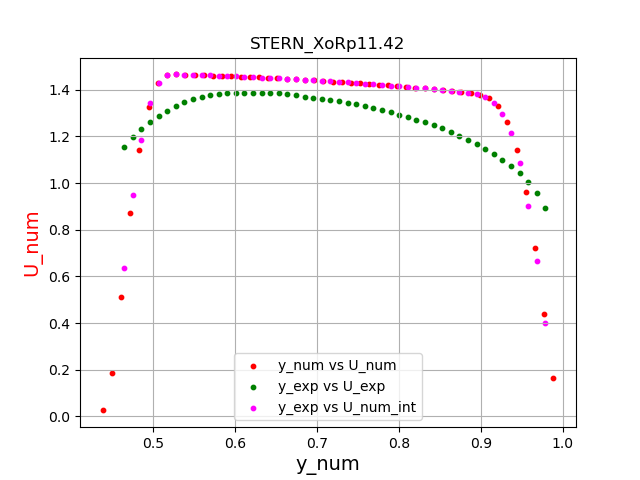 STERN_XoRp11.42
1.4
1.2
1.0
0.8
0.6
0.4
0.2
0.0
U_num
y_num vs U_num
y_exp vs U_exp
y_exp vs U_num_int
0.5 0.6 0.7 0.8 0.9 1.0
y_num